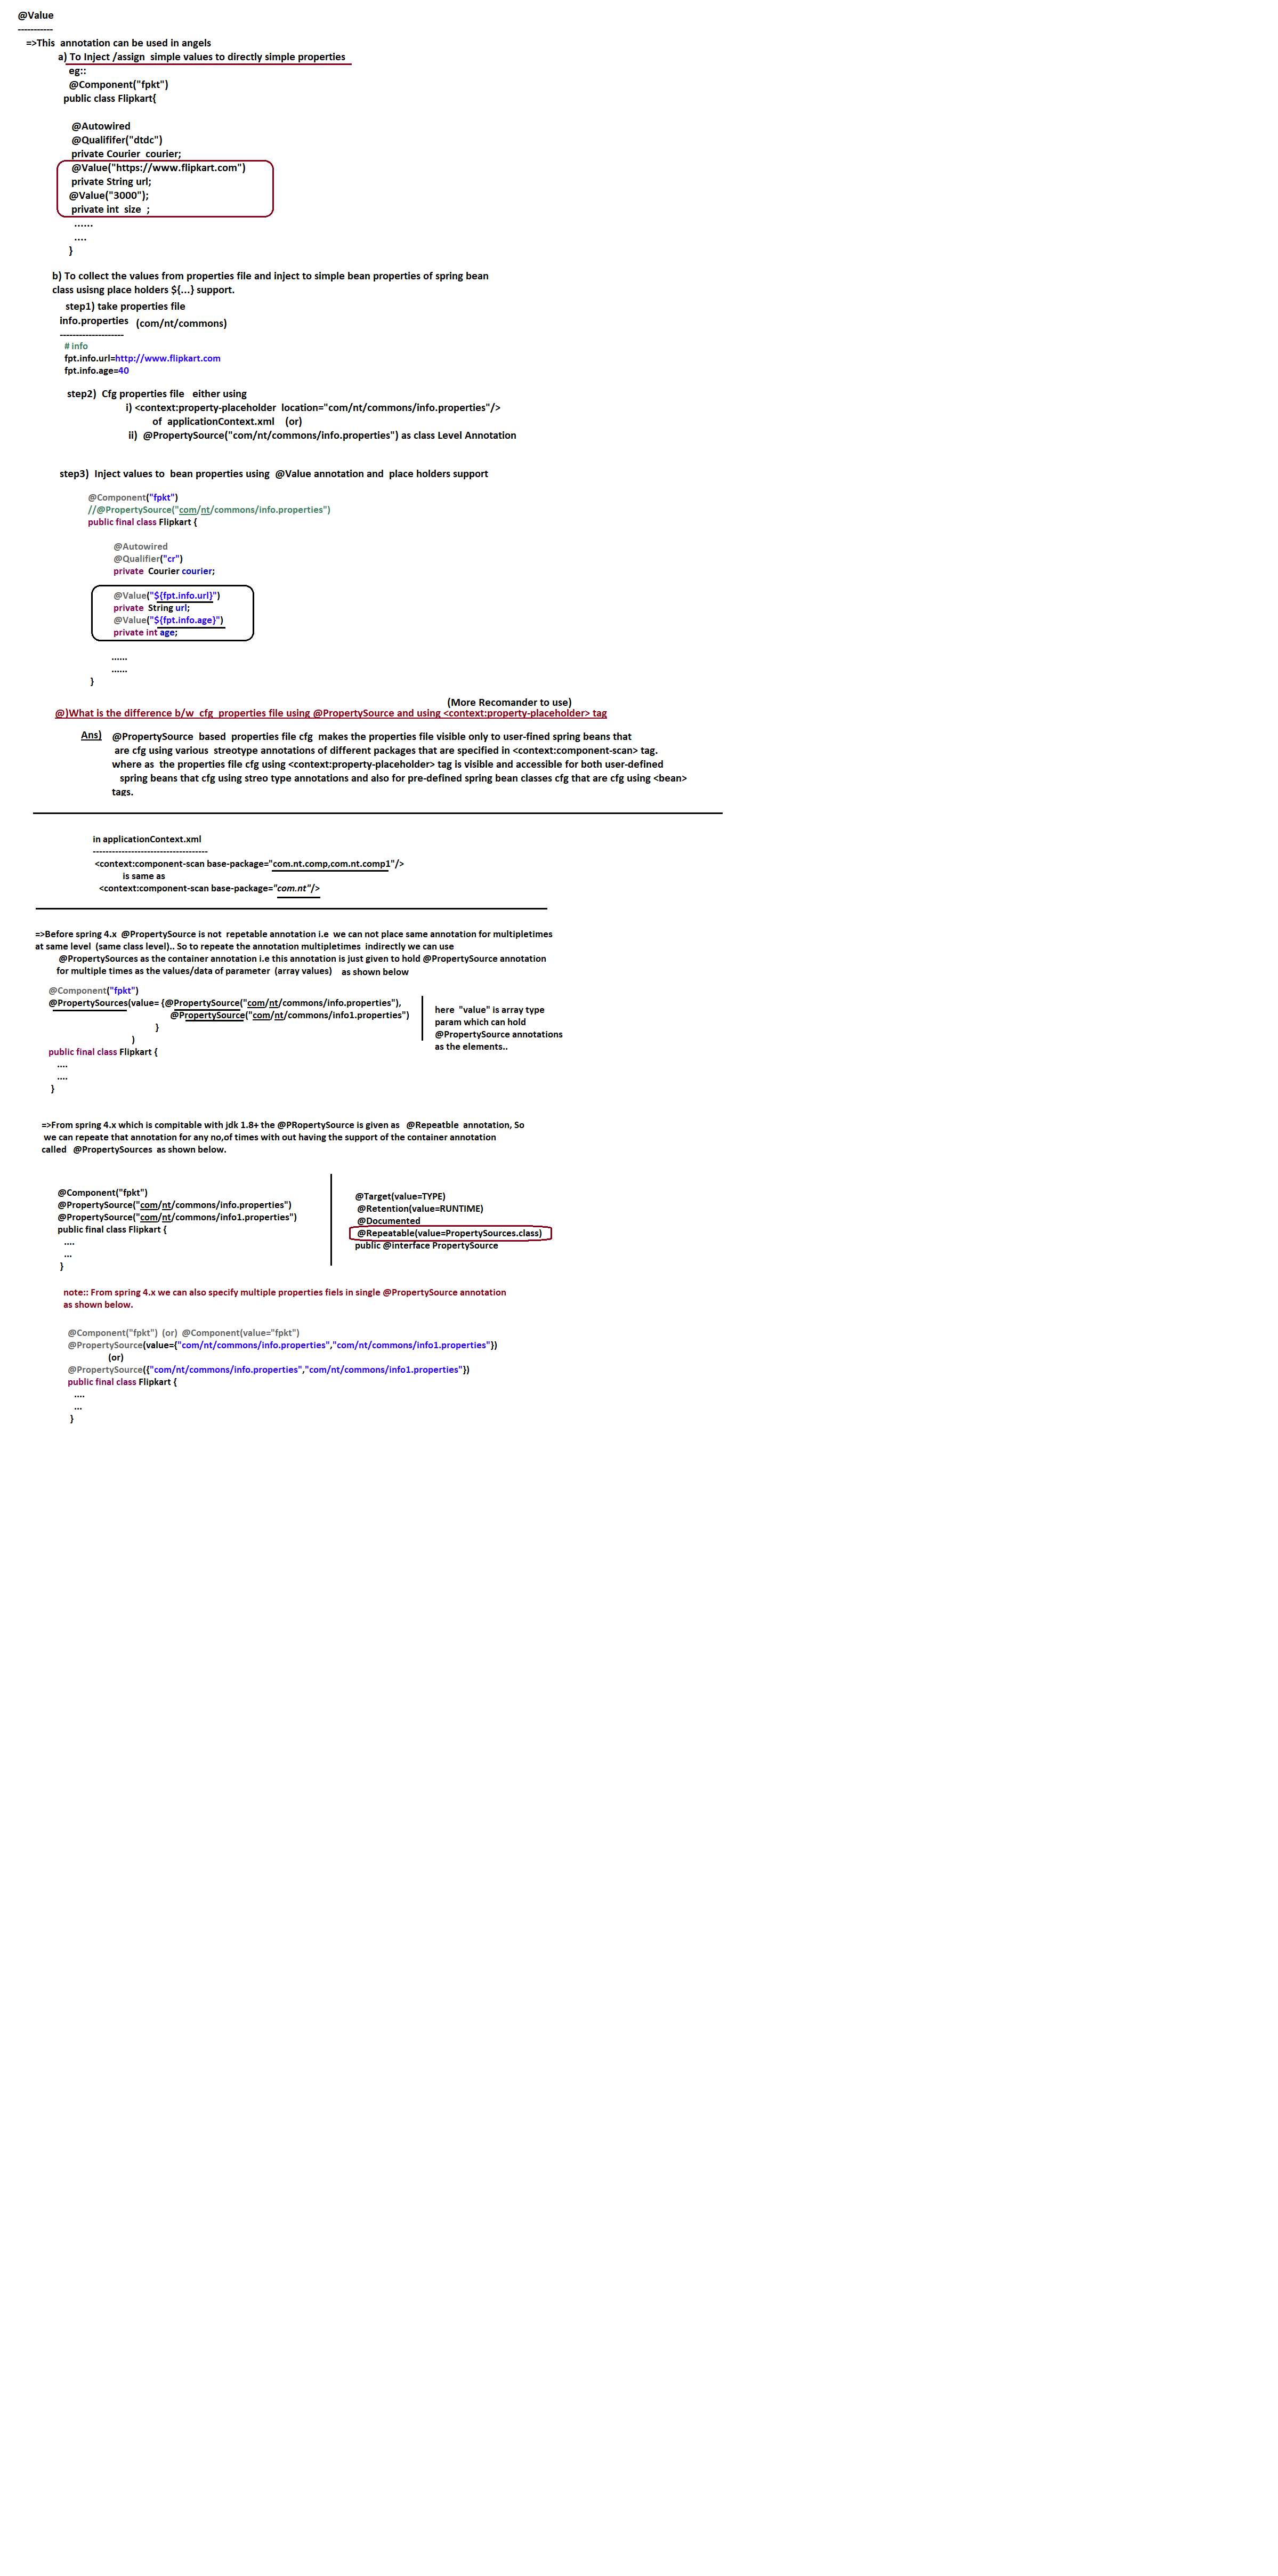 @Value
-----------
=>This  annotation can be used in angels
a) To Inject /assign  simple values to directly simple properties
eg::
@Component("fpkt")
public class Flipkart{
@Autowired
@Qualififer("dtdc")
private Courier  courier;
@Value("https://www.flipkart.com")
private String url;
@Value("3000");
private int  size  ;
......
....
}
b) To collect the values from properties file and inject to simple bean properties of spring bean
class usisng place holders ${...} support.
step1) take properties file
info.properties   (com/nt/commons)
--------------------
# info
fpt.info.url=http://www.flipkart.com
fpt.info.age=40
step2)  Cfg properties file   either using
i) <context:property-placeholder  location="com/nt/commons/info.properties"/>
of  applicationContext.xml    (or)
ii)  @PropertySource("com/nt/commons/info.properties") as class Level Annotation
step3)  Inject values to  bean properties using  @Value annotation and  place holders support
@Component("fpkt")
//@PropertySource("com/nt/commons/info.properties")
public final class Flipkart {
@Autowired
@Qualifier("cr")
private  Courier courier;
@Value("${fpt.info.url}")
private  String url;
@Value("${fpt.info.age}")
private int age;
......
......
}
(More Recomander to use)
@)What is the difference b/w  cfg  properties file using @PropertySource and using <context:property-placeholder> tag
Ans)   @PropertySource  based  properties file cfg  makes the properties file visible only to user-fined spring beans that
are cfg using various  streotype annotations of different packages that are specified in <context:component-scan> tag.
where as  the properties file cfg using <context:property-placeholder> tag is visible and accessible for both user-defined
spring beans that cfg using streo type annotations and also for pre-defined spring bean classes cfg that are cfg using <bean>
tags.
in applicationContext.xml
------------------------------------
<context:component-scan base-package="com.nt.comp,com.nt.comp1"/>
is same as
<context:component-scan base-package="com.nt"/>
=>Before spring 4.x  @PropertySource is not  repetable annotation i.e  we can not place same annotation for multipletimes
at same level  (same class level).. So to repeate the annotation multipletimes  indirectly we can use
@PropertySources as the container annotation i.e this annotation is just given to hold @PropertySource annotation
for multiple times as the values/data of parameter  (array values)    as shown below
@Component("fpkt")
@PropertySources(value= {@PropertySource("com/nt/commons/info.properties"),
@PropertySource("com/nt/commons/info1.properties")
}
)
public final class Flipkart {
....
....
}
here  "value" is array type
param which can hold
@PropertySource annotations
as the elements..
=>From spring 4.x which is compitable with jdk 1.8+ the @PRopertySource is given as   @Repeatble  annotation, So
we can repeate that annotation for any no,of times with out having the support of the container annotation
called   @PropertySources  as shown below.
@Component("fpkt")
@PropertySource("com/nt/commons/info.properties")
@PropertySource("com/nt/commons/info1.properties")
public final class Flipkart {
....
...
}
@Target(value=TYPE)
@Retention(value=RUNTIME)
@Documented
@Repeatable(value=PropertySources.class)
public @interface PropertySource
note:: From spring 4.x we can also specify multiple properties fiels in single @PropertySource annotation
as shown below.
@Component("fpkt")  (or)  @Component(value="fpkt")
@PropertySource(value={"com/nt/commons/info.properties","com/nt/commons/info1.properties"})
(or)
@PropertySource({"com/nt/commons/info.properties","com/nt/commons/info1.properties"})
public final class Flipkart {
....
...
}